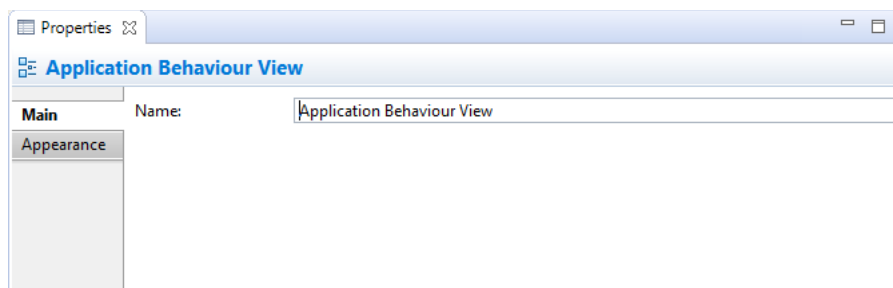 Properties
Application Behaviour View
Main
Name:
Application Behaviour View
Appearance